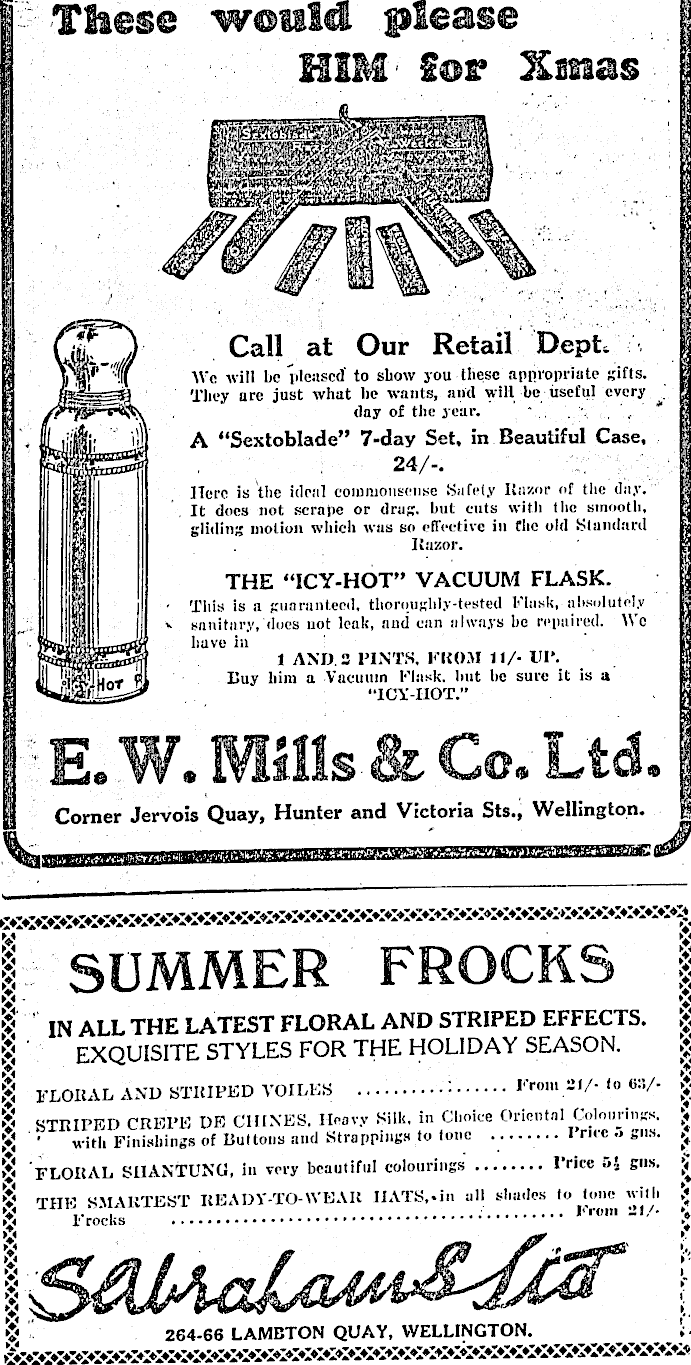 These would please
HIM for Xmas
Call at Our Retail Dept.
We will be pleased to show you these appropriate gifts.
They are just what he wants, and will be useful every
day of the year.
A "Sextoblade" 7-day Set, in Beautiful Case,
24/-.
Here is the ideal commonsense Safety Razor of the day.
It does not scrape or drag, but cuts with the smooth,
gliding motion which was so effective in the old Standard
Razor.
THE "ICY-HOT" VACUUM FLASK.
This is a guaranteed, thoroughly-tested Flask, absolutely
sanitary, does not leak, and can always be repaired. We
have in
1 AND 2 PINTS, FROM 11/- UP.
Buy him a Vacuum Flask, but be sure it is a
"ICY-HOT."
ICY-HOT
E. W. Mills & Co. Ltd.
Corner Jervois Quay, Hunter and Victoria Sts., Wellington.
SUMMER FROCKS
IN ALL THE LATEST FLORAL AND STRIPED EFFECTS.
EXQUISITE STYLES FOR THE HOLIDAY SEASON.
FLORAL AND STRIPED VOILES ................. From 21/- to 63/-
STRIPED CREPE DE CHINES, Heavy Silk, in Choice Oriental Colourings,
with Finishings of Buttons and Strappings to tone ........ Price 5 gns.
FLORAL SHANTUNG, in very beautiful colourings ........ Price 5½ gns.
THE SMARTEST READY-TO-WEAR HATS, in all shades to tone with
Frocks ............................................. From 21/-
S Abrahams Ltd
264-66 LAMBTON QUAY, WELLINGTON.